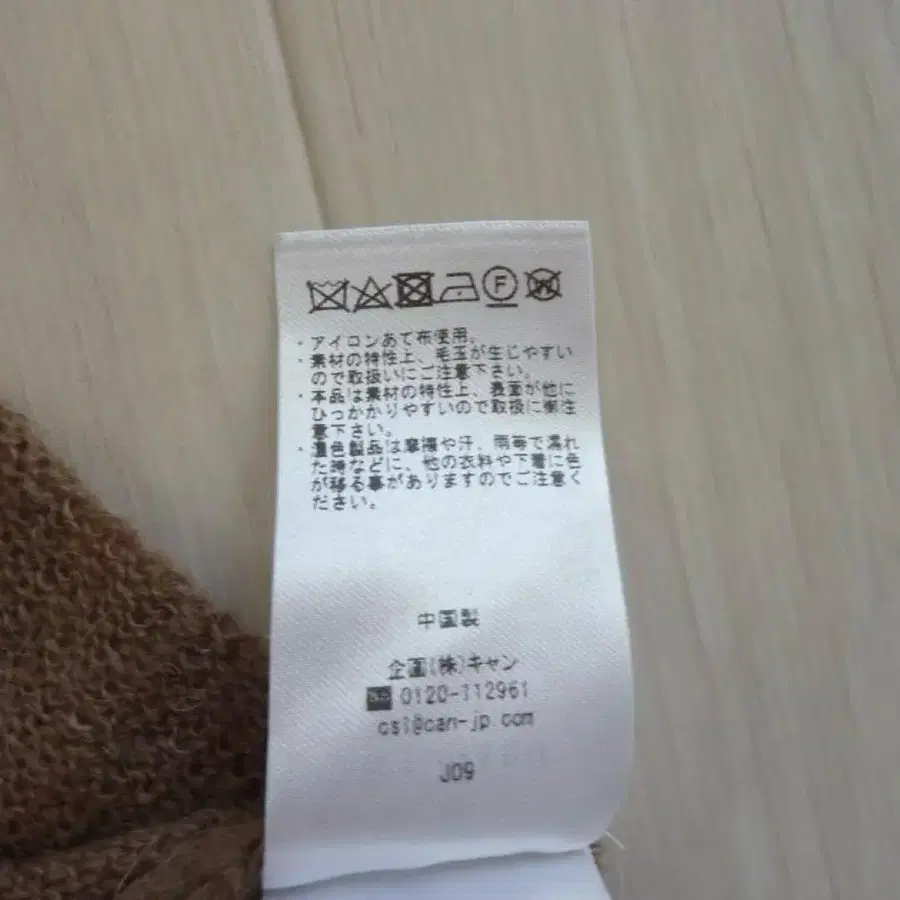 F W
・アイロンあて布使用。
・素材の特性上、毛玉が生じやすい
ので取扱いにご注意下さい。
・本品は素材の特性上、表面が他に
ひっかかりやすいので取扱に御注
意下さい。
・濃色製品は摩擦や汗、雨等で濡れ
た時などに、他の衣料や下着に色
が移る事がありますのでご注意く
ださい。
中国製
企画(株)キャン
0120-112961
cs1@can-jp.com
J09